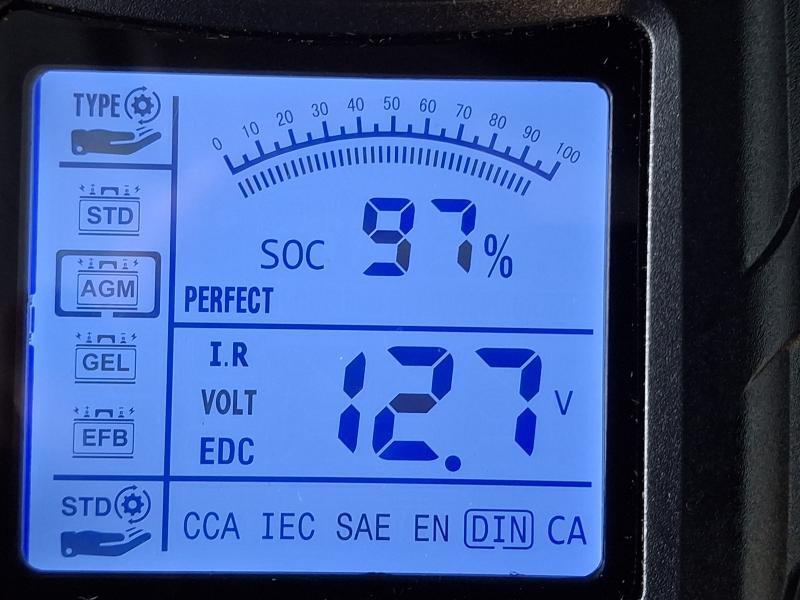 TYPE
0 10 20 30 40 50 60 70 80 90 100
STD
SOC 97%
AGM
PERFECT
GEL
I.R
VOLT
12.7 V
EFB
EDC
STD
CCA IEC SAE EN DIN CA